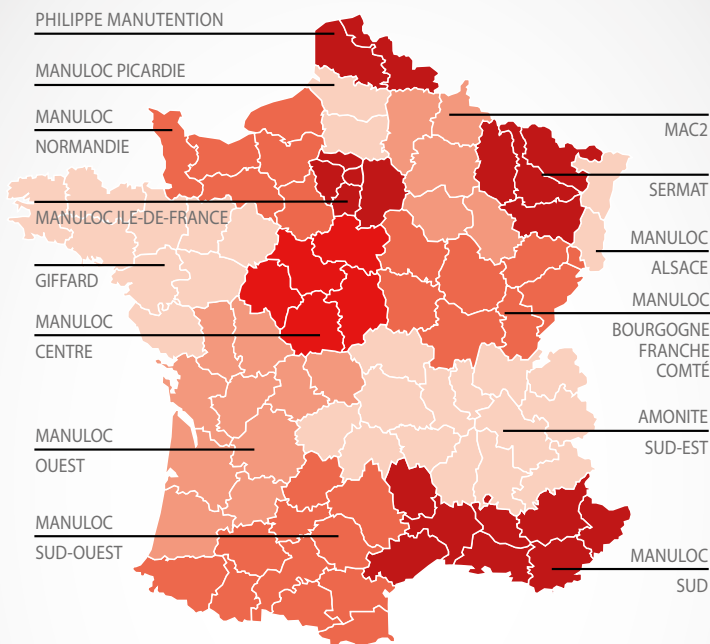 PHILIPPE MANUTENTION
MANULOC PICARDIE
MANULOC
NORMANDIE
MANULOC ILE-DE-FRANCE
GIFFARD
MANULOC
CENTRE
MANULOC
OUEST
MANULOC
SUD-OUEST
MAC2
SERMAT
MANULOC
ALSACE
MANULOC
BOURGOGNE
FRANCHE
COMTÉ
AMONITE
SUD-EST
MANULOC
SUD